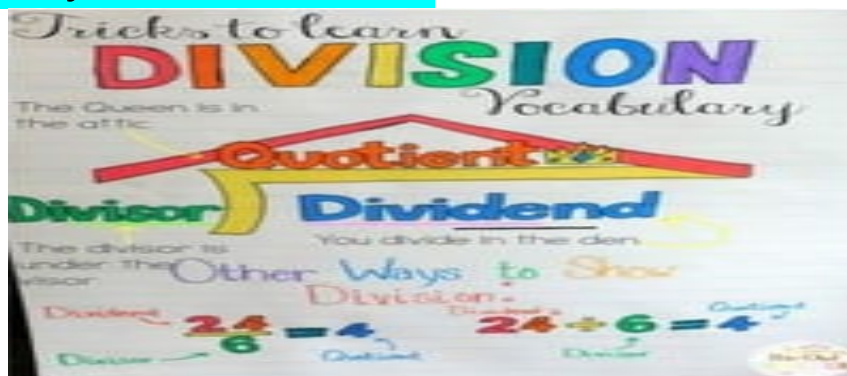 Tricks to learn
DIVISION
Vocabulary
The Queen is in
the attic
Quotient
Divisor
Dividend
You divide in the den
The divisor is
under the
visor
Other Ways to Show
Division:
Dividend
24
6
= 4
Divisor
Quotient
Dividend
24 ÷ 6 = 4
Quotient
Divisor